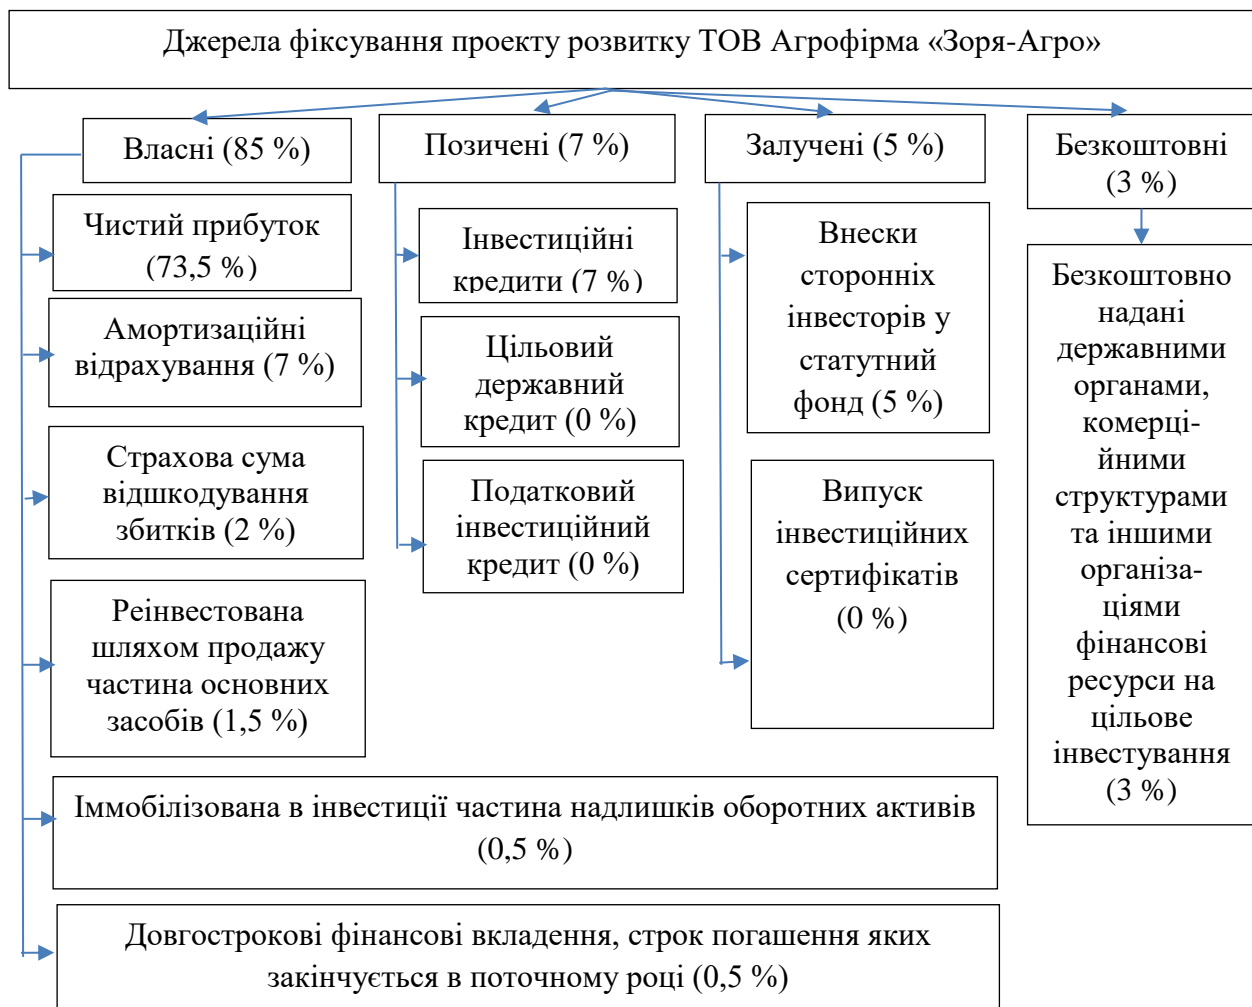 Джерела фіксування проекту розвитку ТОВ Агрофірма «Зоря-Агро»
Власні (85 %)
Чистий прибуток
(73,5 %)
Амортизаційні
відрахування (7 %)
Страхова сума
відшкодування
збитків (2 %)
Реінвестована
шляхом продажу
частина основних
засобів (1,5 %)
Іммобілізована в інвестиції частина надлишків оборотних активів
(0,5 %)
Довгострокові фінансові вкладення, строк погашення яких
закінчується в поточному році (0,5 %)
Позичені (7 %)
Інвестиційні
кредити (7 %)
Цільовий
державний
кредит (0 %)
Податковий
інвестиційний
кредит (0 %)
Залучені (5 %)
Внески
сторонніх
інвесторів у
статутний
фонд (5 %)
Випуск
інвестиційних
сертифікатів
(0 %)
Безкоштовні
(3 %)
Безкоштовно
надані
державними
органами,
комерці-
йними
структурами
та іншими
організа-
ціями
фінансові
ресурси на
цільове
інвестування
(3 %)